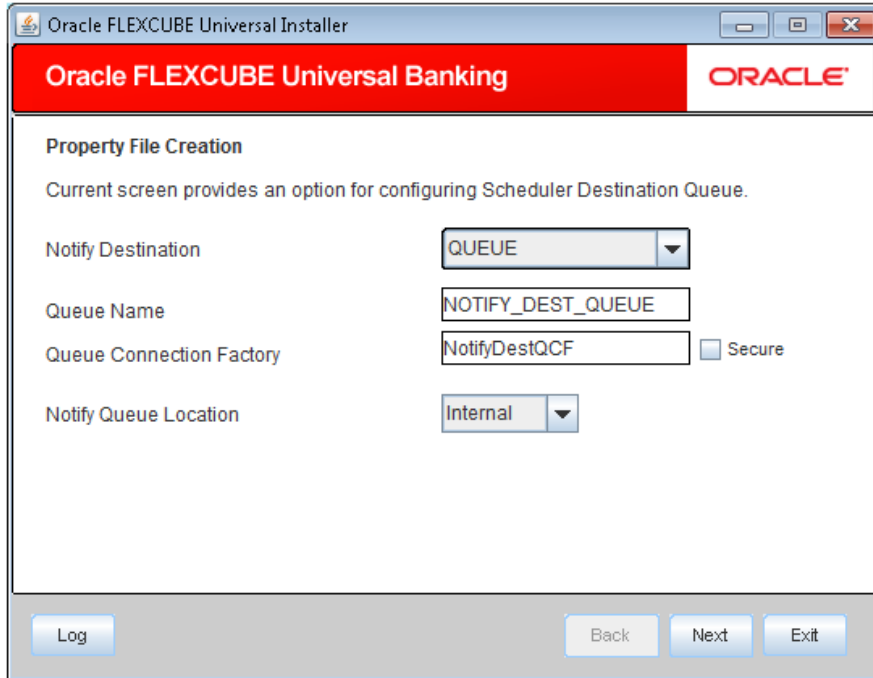 Oracle FLEXCUBE Universal Installer
Oracle FLEXCUBE Universal Banking
ORACLE
Property File Creation
Current screen provides an option for configuring Scheduler Destination Queue.
Notify Destination QUEUE
Queue Name NOTIFY_DEST_QUEUE
Queue Connection Factory NotifyDestQCF Secure
Notify Queue Location Internal
Log Back Next Exit